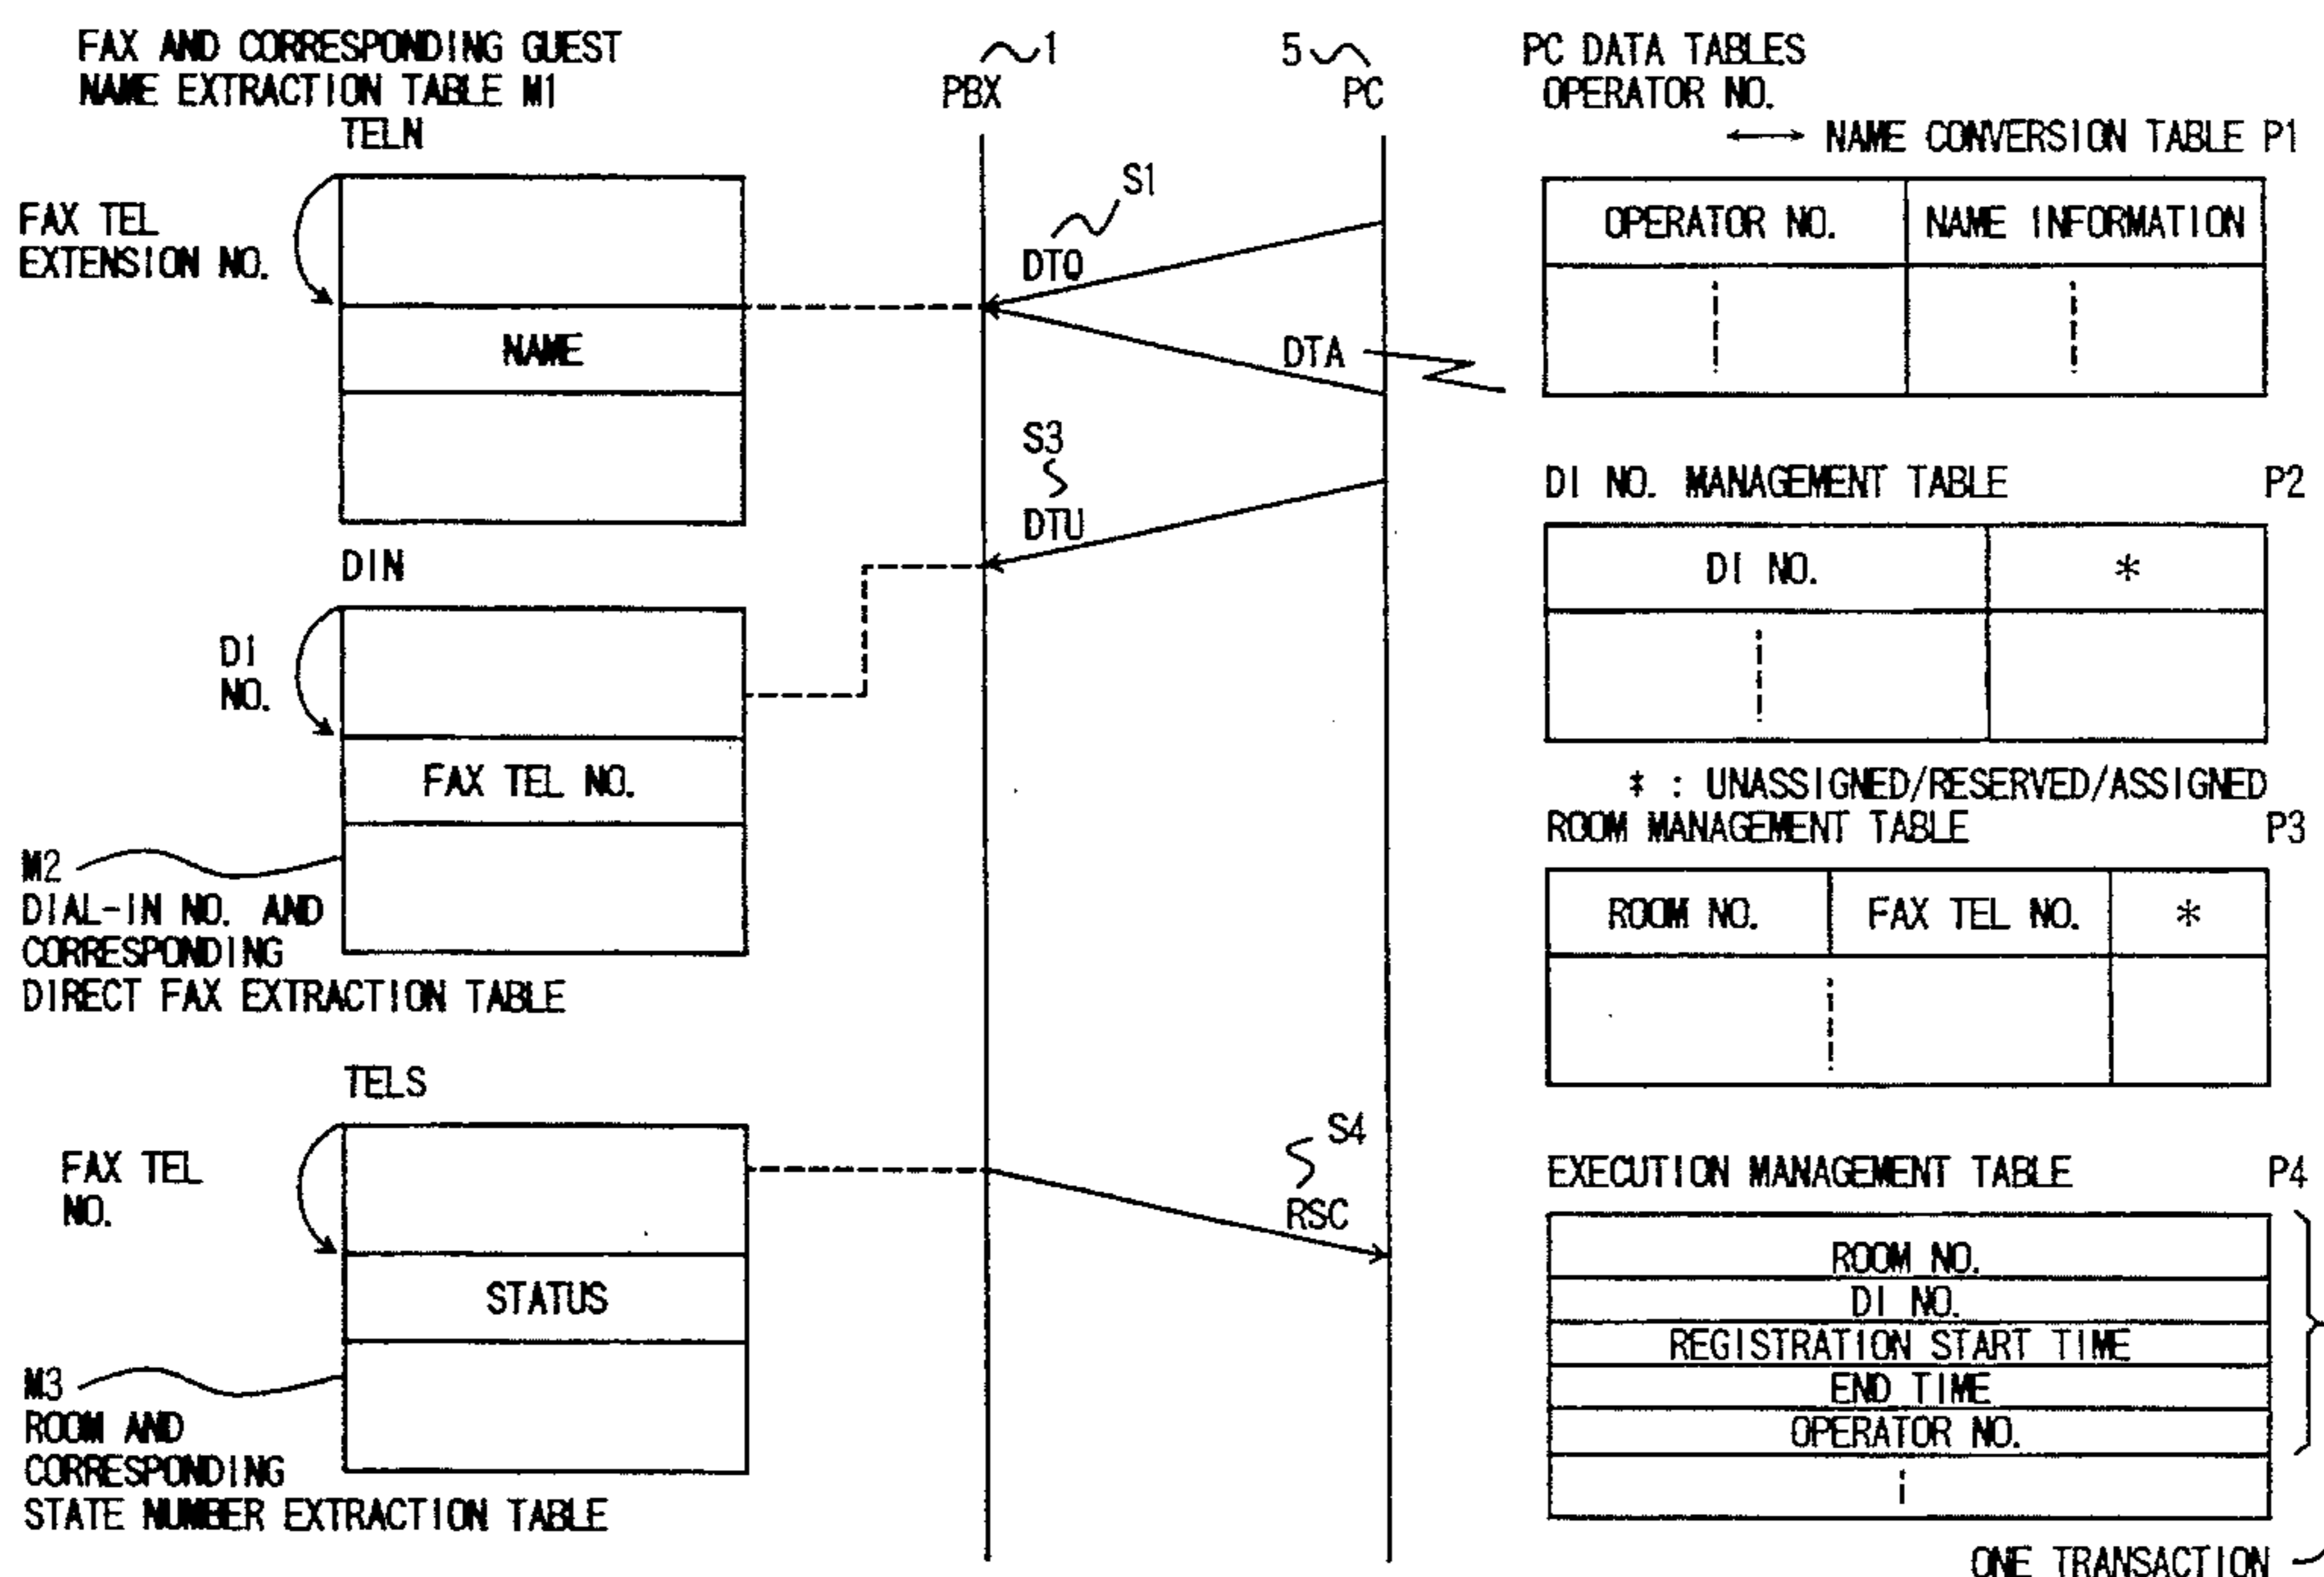 FAX AND CORRESPONDING GUEST
NAME EXTRACTION TABLE M1
TELN
FAX TEL
EXTENSION NO.
NAME
DIN
DI
NO.
FAX TEL NO.
M2
DIAL-IN NO. AND
CORRESPONDING
DIRECT FAX EXTRACTION TABLE
TELS
FAX TEL
NO.
STATUS
M3
ROOM AND
CORRESPONDING
STATE NUMBER EXTRACTION TABLE
1
PBX
5
PC
S1
DTQ
DTA
S3
DTU
S4
RSC
PC DATA TABLES
OPERATOR NO.
NAME CONVERSION TABLE P1
OPERATOR NO. NAME INFORMATION
DI NO. MANAGEMENT TABLE P2
DI NO. *
* : UNASSIGNED/RESERVED/ASSIGNED
ROOM MANAGEMENT TABLE P3
ROOM NO. FAX TEL NO. *
EXECUTION MANAGEMENT TABLE P4
ROOM NO.
DI NO.
REGISTRATION START TIME
END TIME
OPERATOR NO.
ONE TRANSACTION